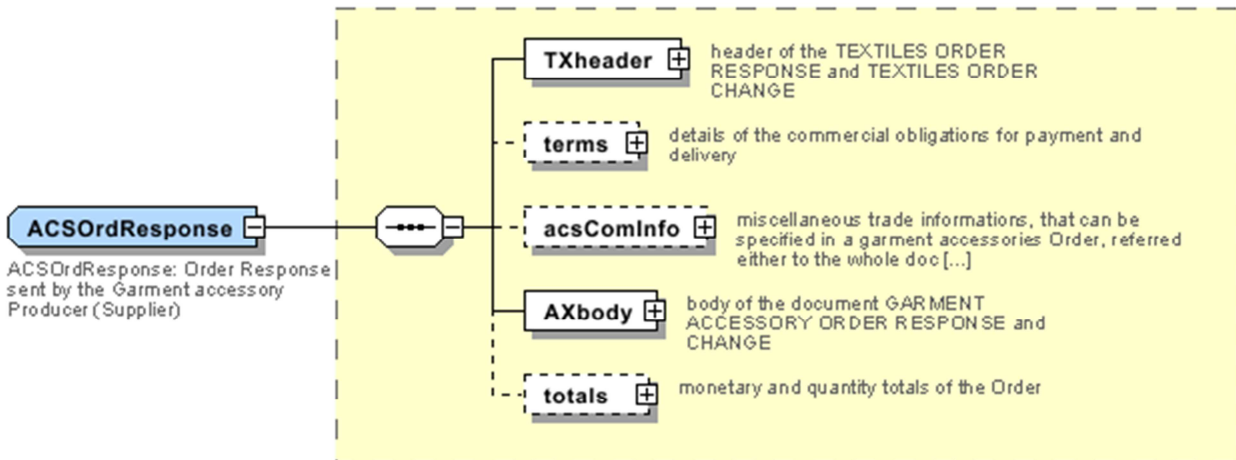 TXheader
header of the TEXTILES ORDER
RESPONSE and TEXTILES ORDER
CHANGE
terms
details of the commercial obligations for payment and
delivery
ACSOrdResponse
ACSOrdResponse: Order Response
sent by the Garment accessory
Producer (Supplier)
acsComInfo
miscellaneous trade informations, that can be
specified in a garment accessories Order, referred
either to the whole doc [...]
AXbody
body of the document GARMENT
ACCESSORY ORDER RESPONSE and
CHANGE
totals
monetary and quantity totals of the Order